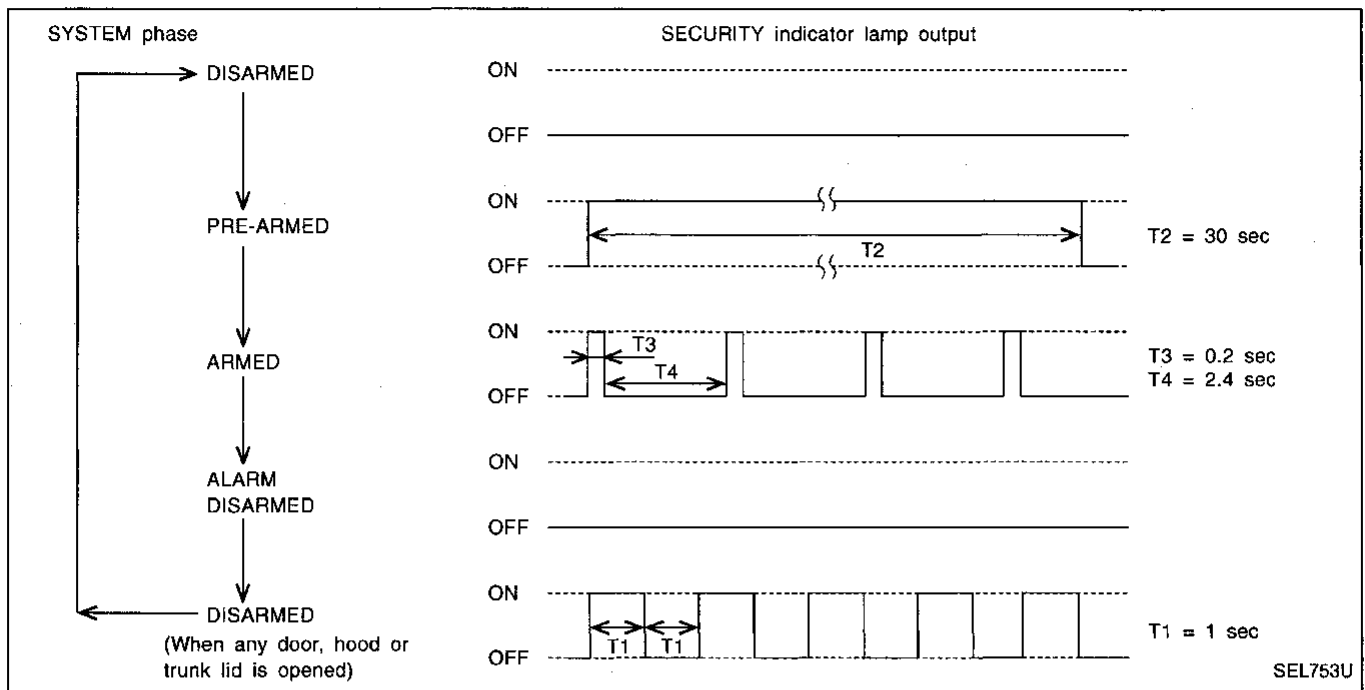 SYSTEM phase
SECURITY indicator lamp output
DISARMED
ON
OFF
PRE-ARMED
ON
OFF
T2
T2 = 30 sec
ARMED
ON
OFF
T3
T4
T3 = 0.2 sec
T4 = 2.4 sec
ALARM
DISARMED
ON
OFF
DISARMED
(When any door, hood or
trunk lid is opened)
ON
OFF
T1
T1
T1 = 1 sec
SEL753U